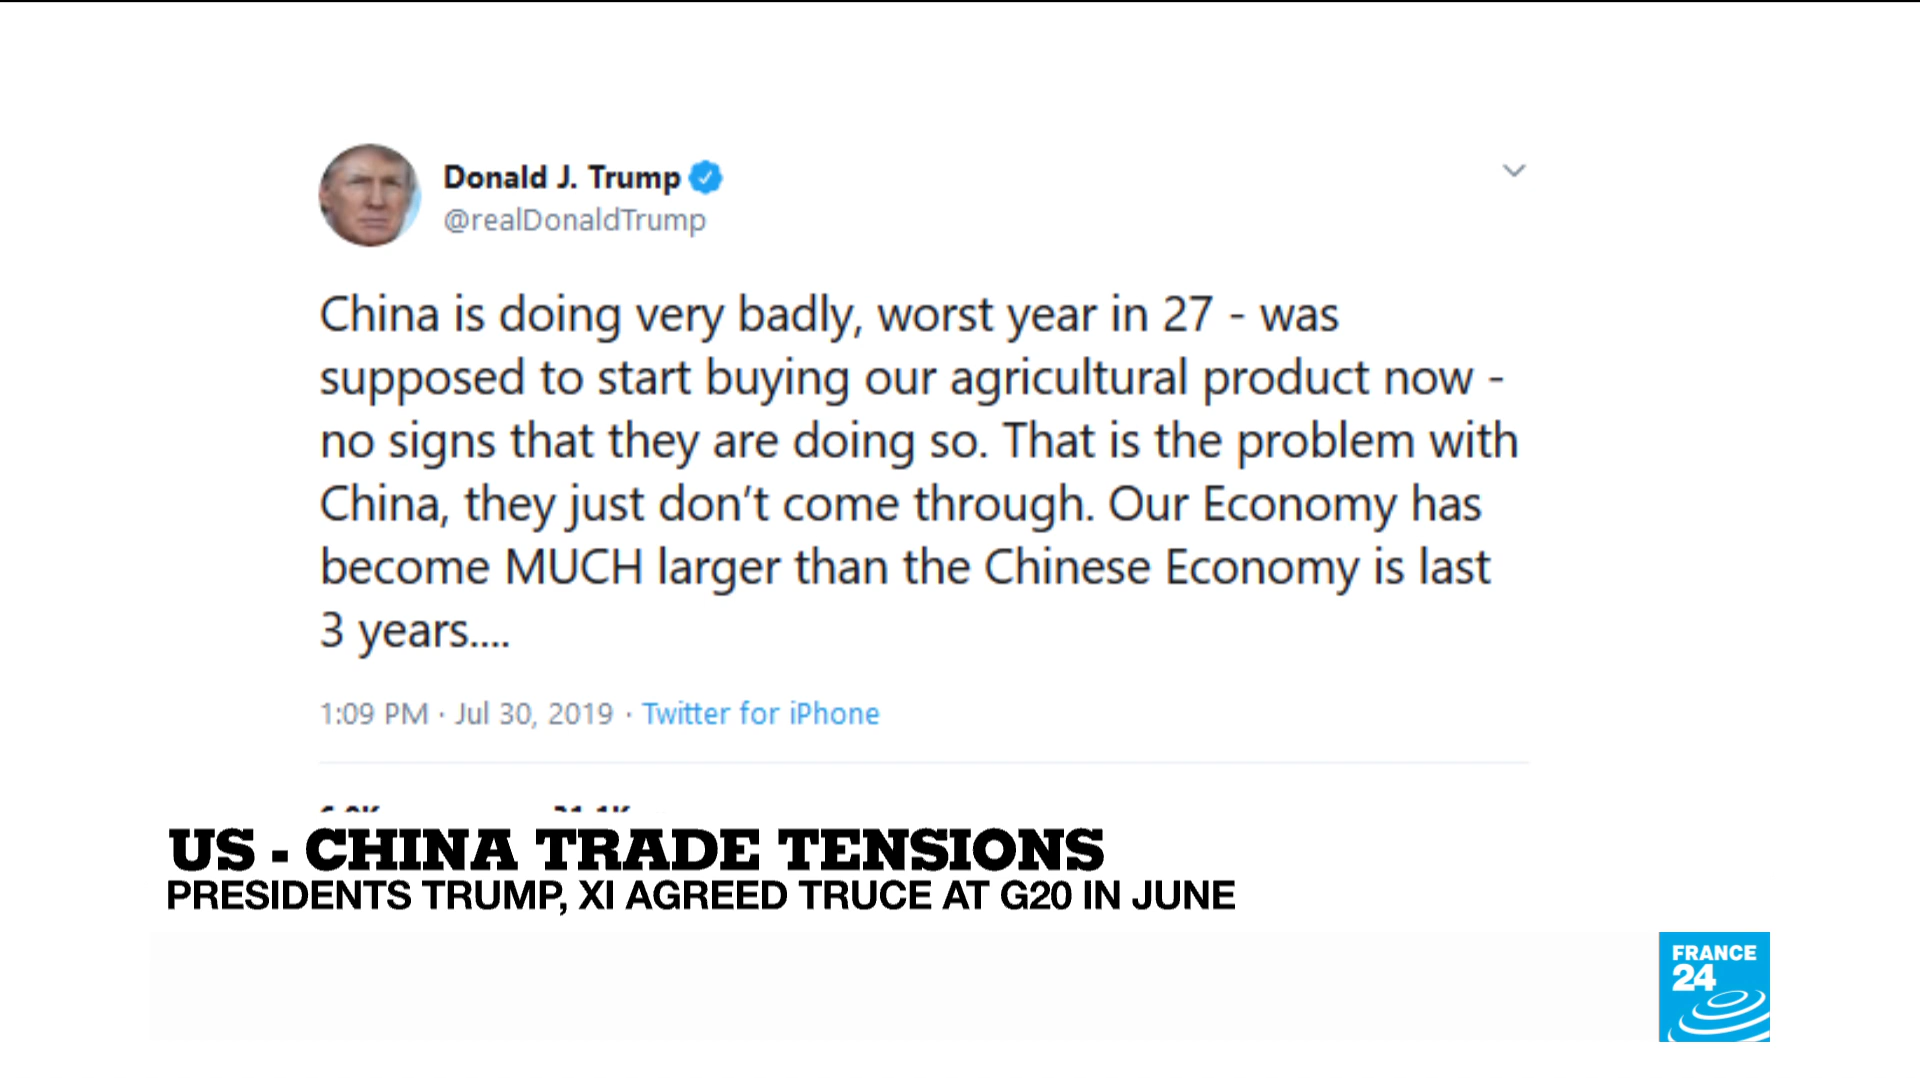 Donald J. Trump
@realDonaldTrump
China is doing very badly, worst year in 27 - was
supposed to start buying our agricultural product now -
no signs that they are doing so. That is the problem with
China, they just don’t come through. Our Economy has
become MUCH larger than the Chinese Economy is last
3 years....
1:09 PM · Jul 30, 2019 · Twitter for iPhone
US - CHINA TRADE TENSIONS
PRESIDENTS TRUMP, XI AGREED TRUCE AT G20 IN JUNE
FRANCE
24